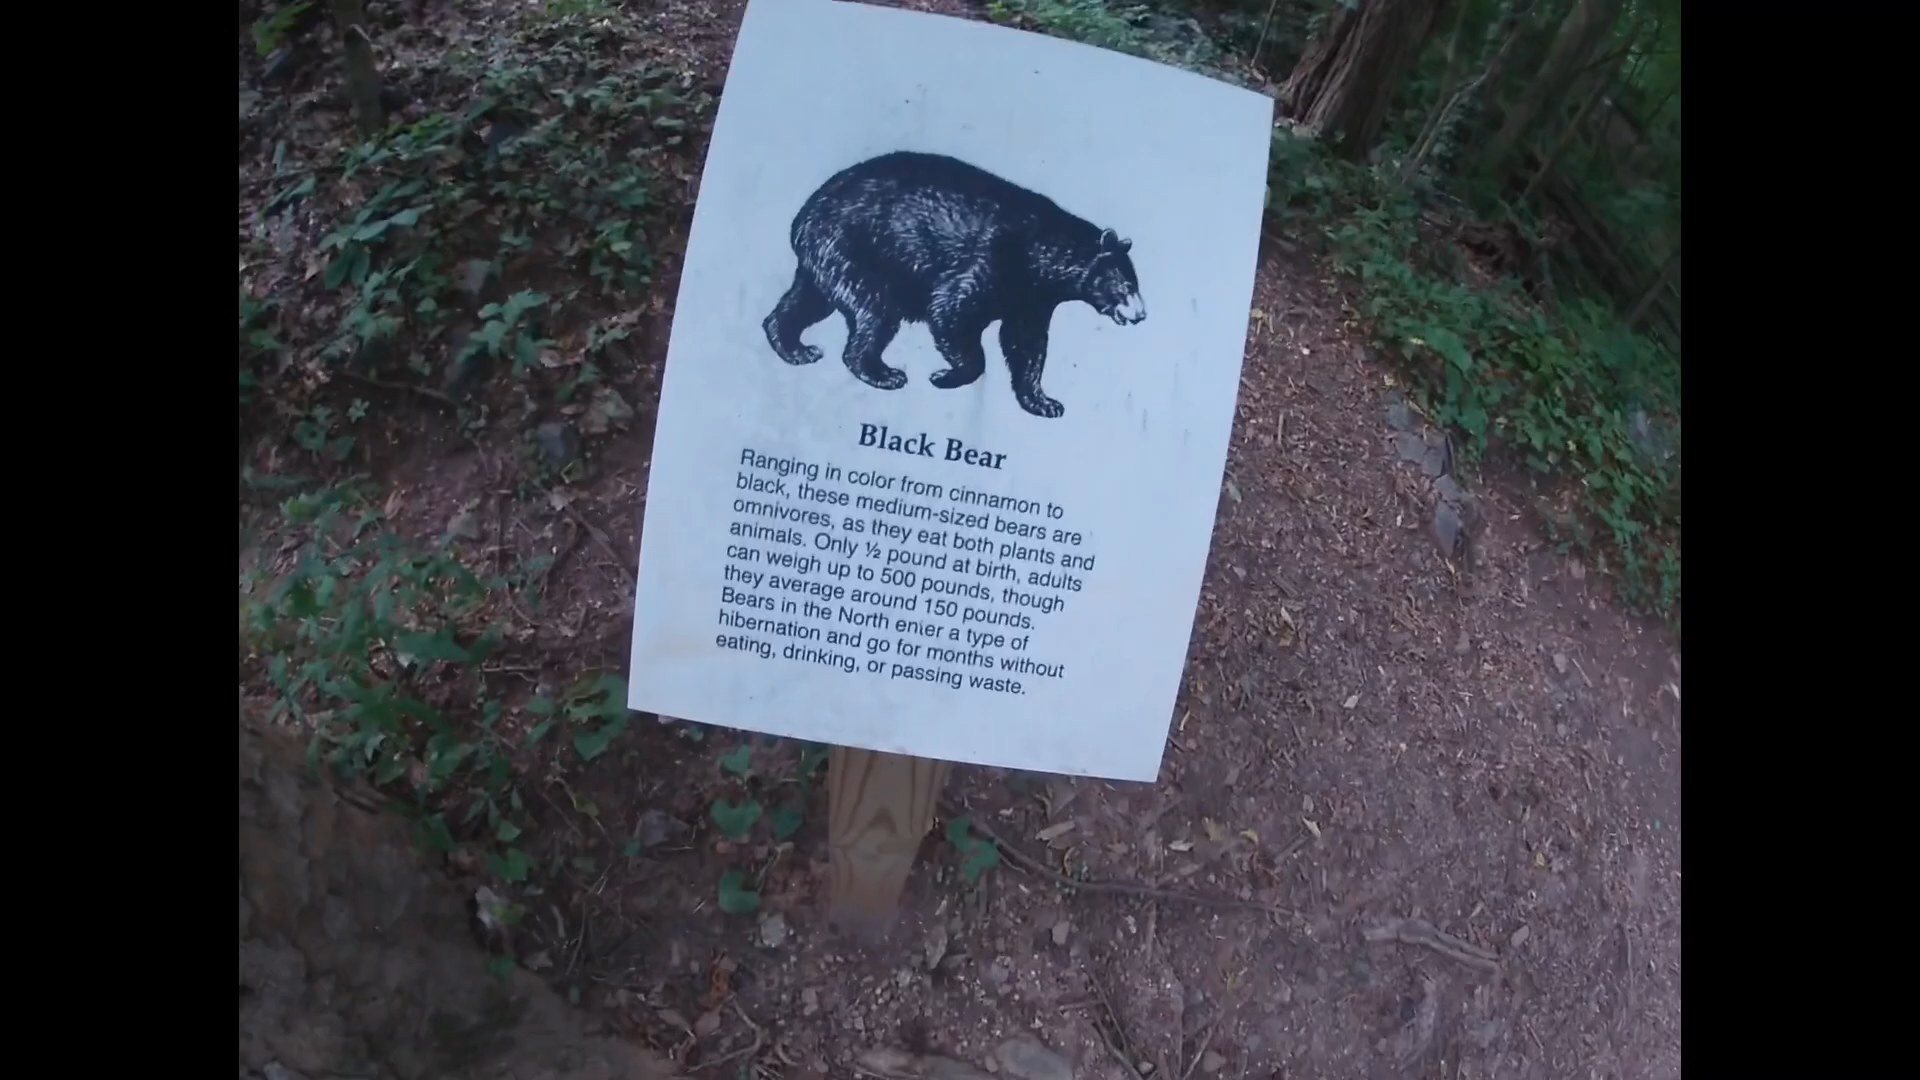 Black Bear
Ranging in color from cinnamon to
black, these medium-sized bears are
omnivores, as they eat both plants and
animals. Only ½ pound at birth, adults
can weigh up to 500 pounds, though
they average around 150 pounds.
Bears in the North enter a type of
hibernation and go for months without
eating, drinking, or passing waste.